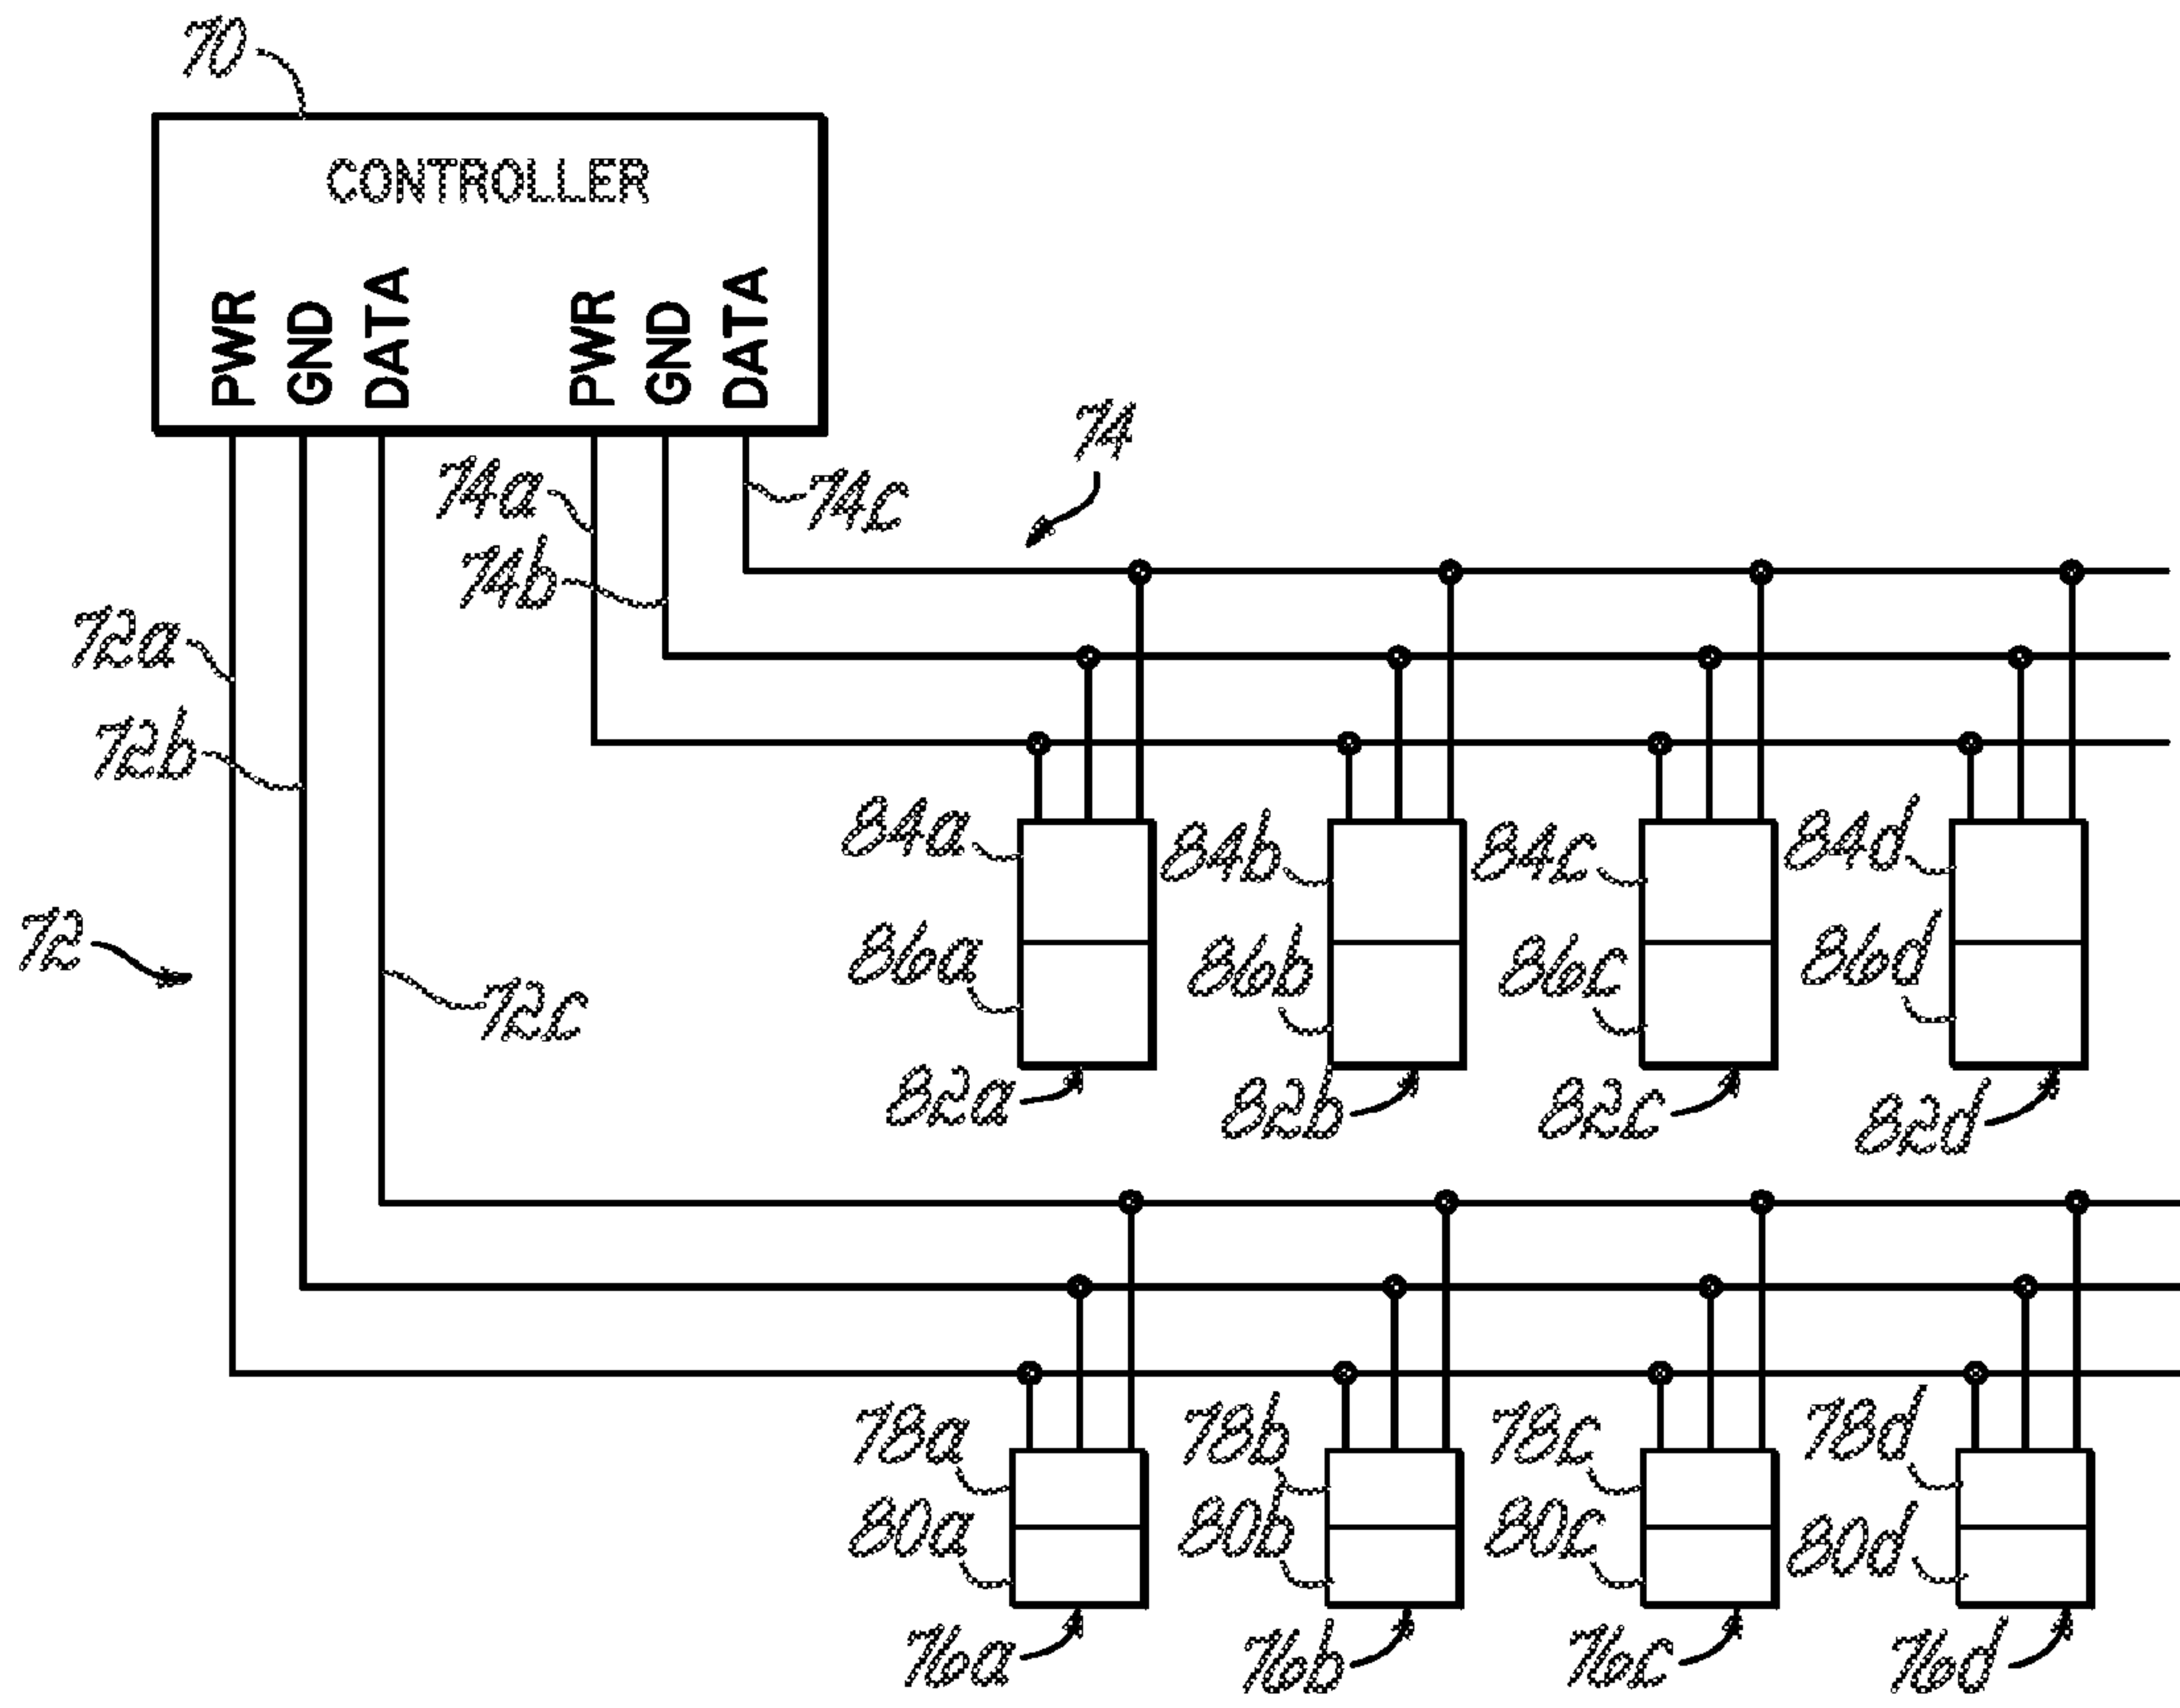 70
CONTROLLER
PWR
GND
DATA
PWR
GND
DATA
74
74a
74c
74b
72a
72b
84a
84b
84c
84d
72
86a
86b
86c
86d
72c
82a
82b
82c
82d
78a
78b
78c
78d
80a
80b
80c
80d
76a
76b
76c
76d